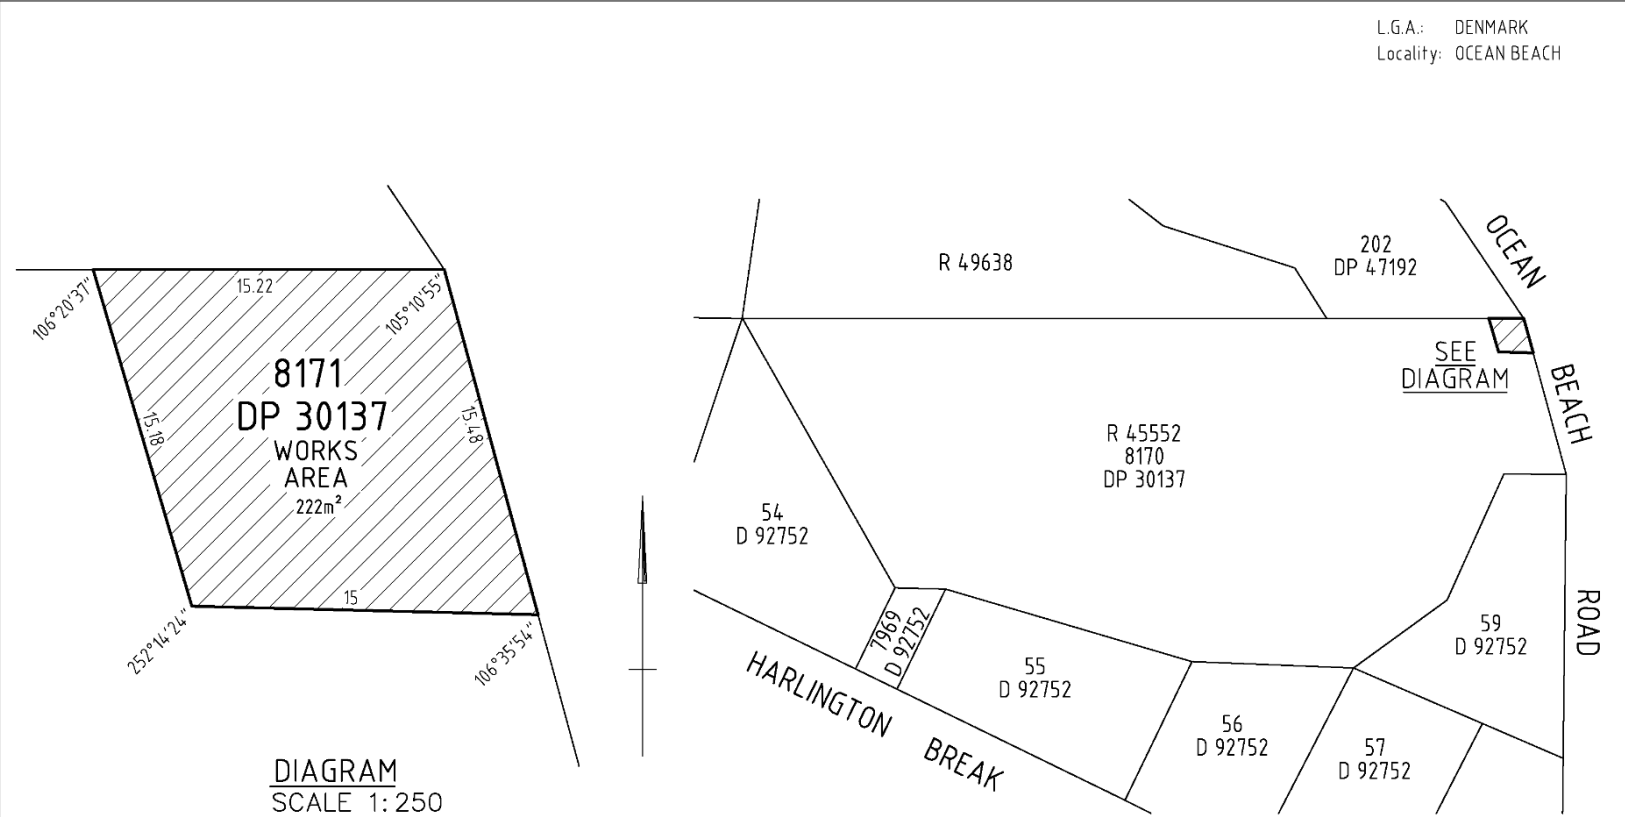 L.G.A.: DENMARK
Locality: OCEAN BEACH
15.22
106°20'37"
105°10'55"
8171
DP 30137
WORKS
AREA
222m²
15.18
15.48
15
252°14'24"
106°35'54"
DIAGRAM
SCALE 1:250
R 49638
202
DP 47192
OCEAN
BEACH
ROAD
SEE
DIAGRAM
R 45552
8170
DP 30137
54
D 92752
7969
D 92752
55
D 92752
59
D 92752
56
D 92752
57
D 92752
HARLINGTON BREAK